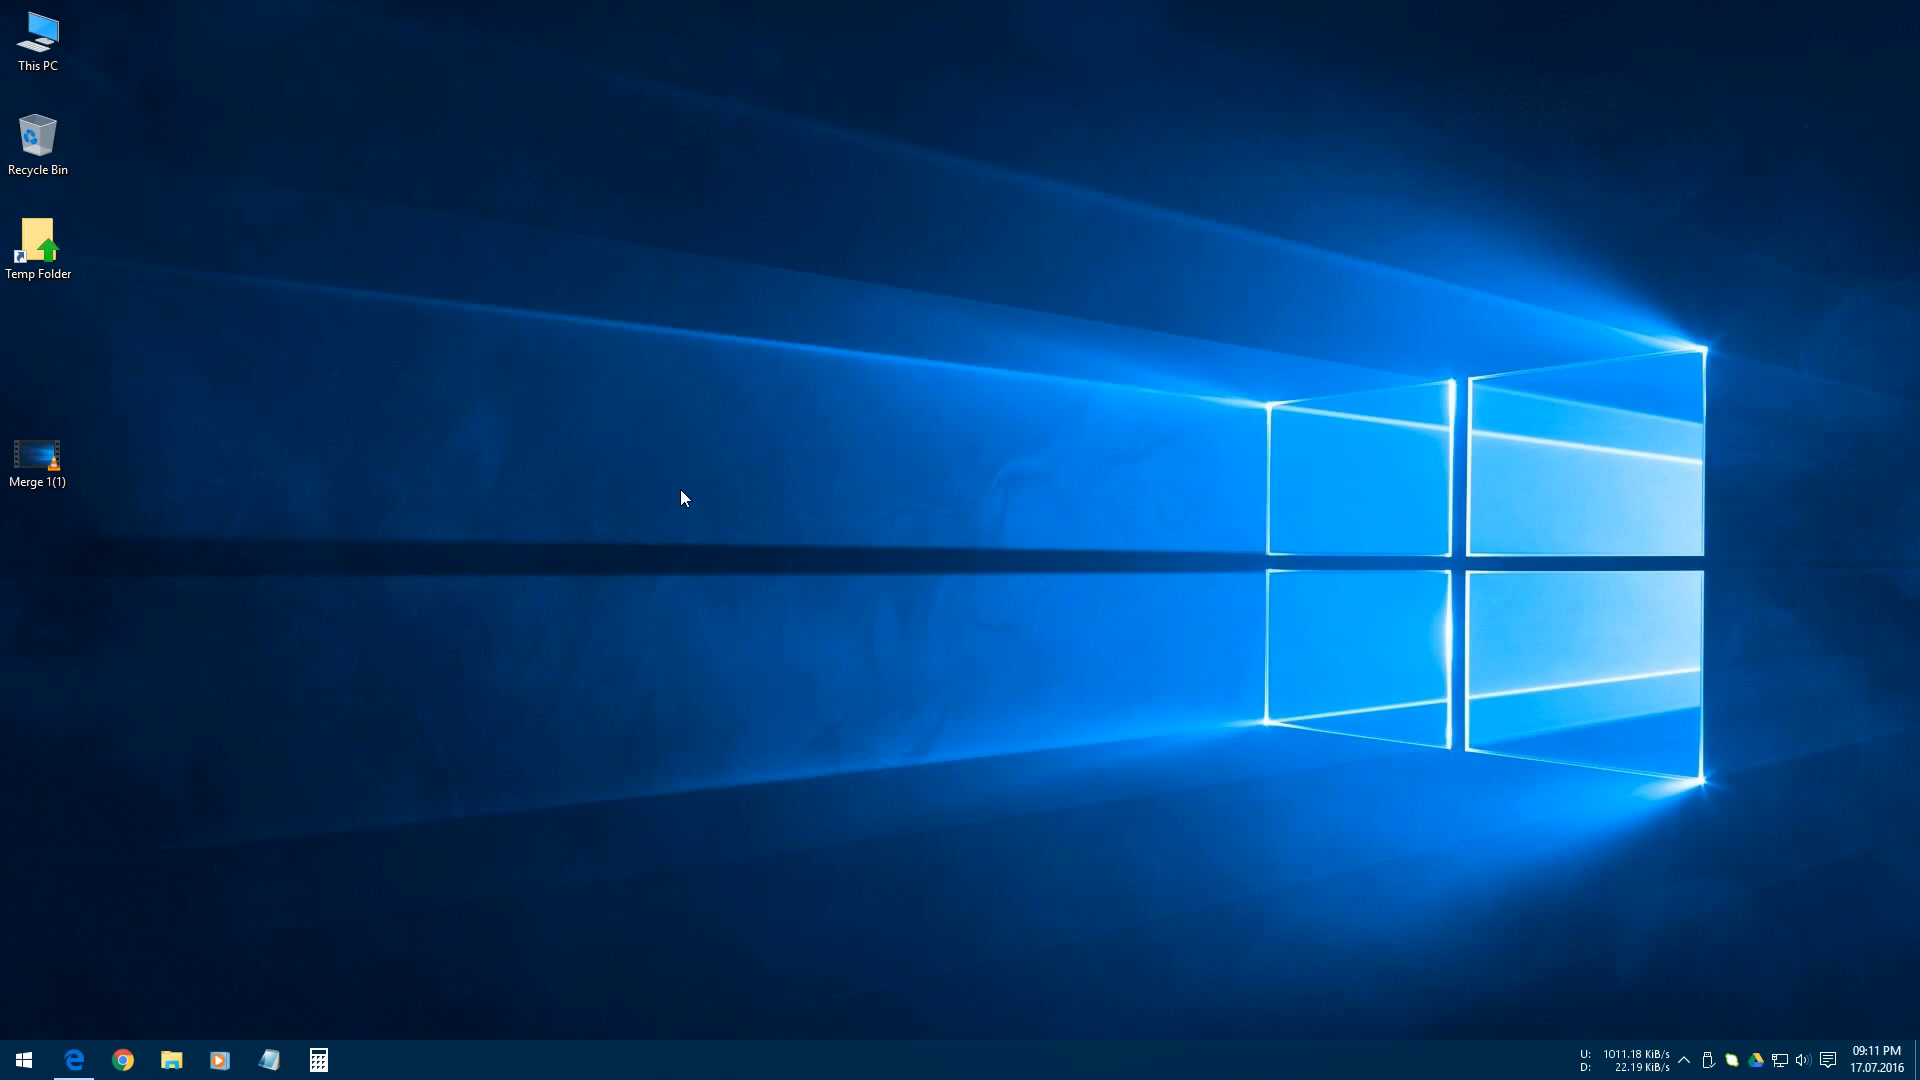 This PC
Recycle Bin
Temp Folder
Merge 1(1)
U: 1011.18 KiB/s
D: 22.19 KiB/s
09:11 PM
17.07.2016